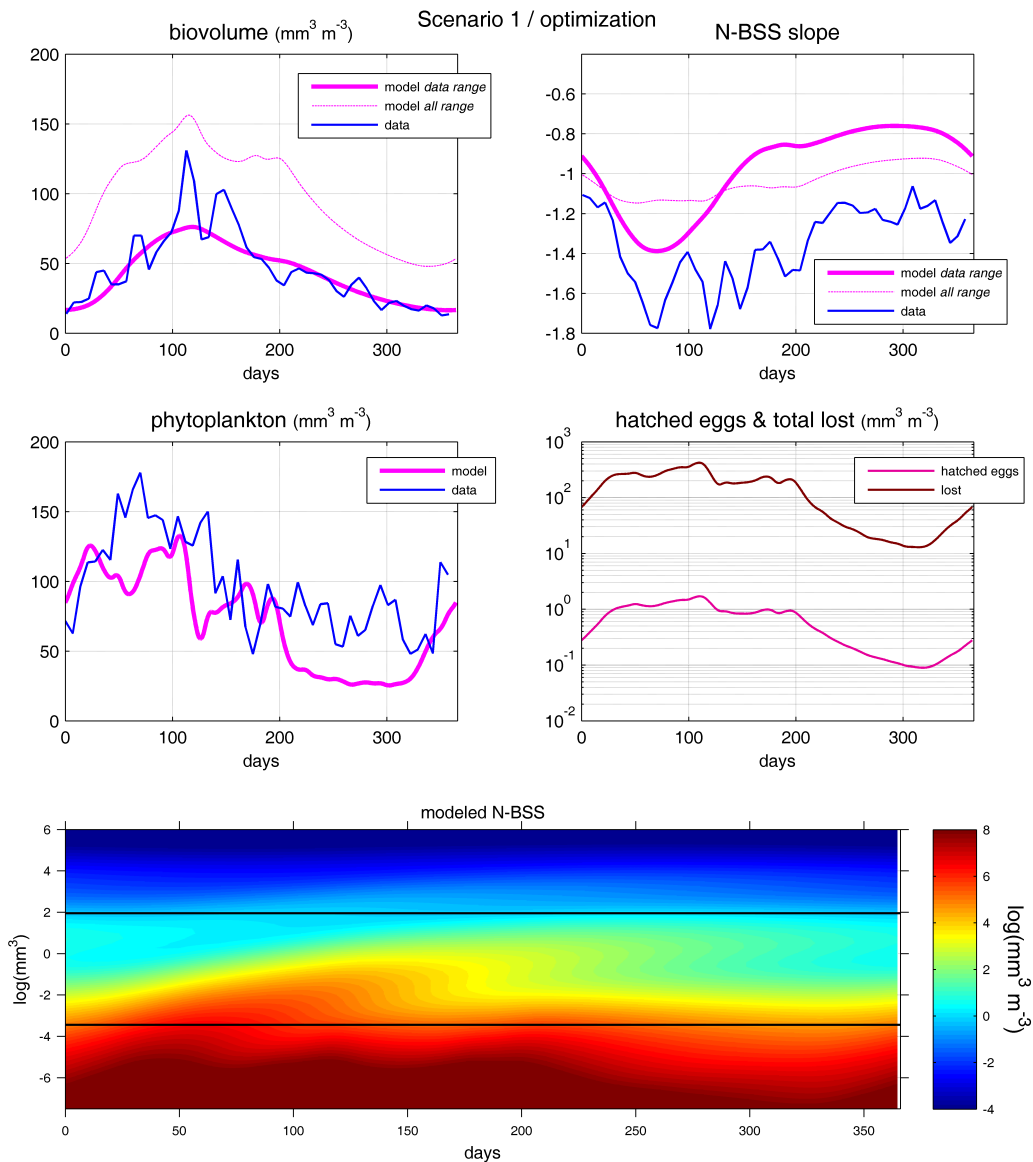 Scenario 1 / optimization
biovolume (mm³ m⁻³)
200
150
100
50
0
0 100 200 300
days
model data range
model all range
data
N-BSS slope
-0.6
-0.8
-1
-1.2
-1.4
-1.6
-1.8
0 100 200 300
days
model data range
model all range
data
phytoplankton (mm³ m⁻³)
200
150
100
50
0
0 100 200 300
days
model
data
hatched eggs & total lost (mm³ m⁻³)
10³
10²
10¹
10⁰
10⁻¹
10⁻²
0 100 200 300
days
hatched eggs
lost
modeled N-BSS
6
4
2
0
-2
-4
-6
log(mm³)
0 50 100 150 200 250 300 350
days
8
6
4
2
0
-2
-4
log(mm³ m⁻³)